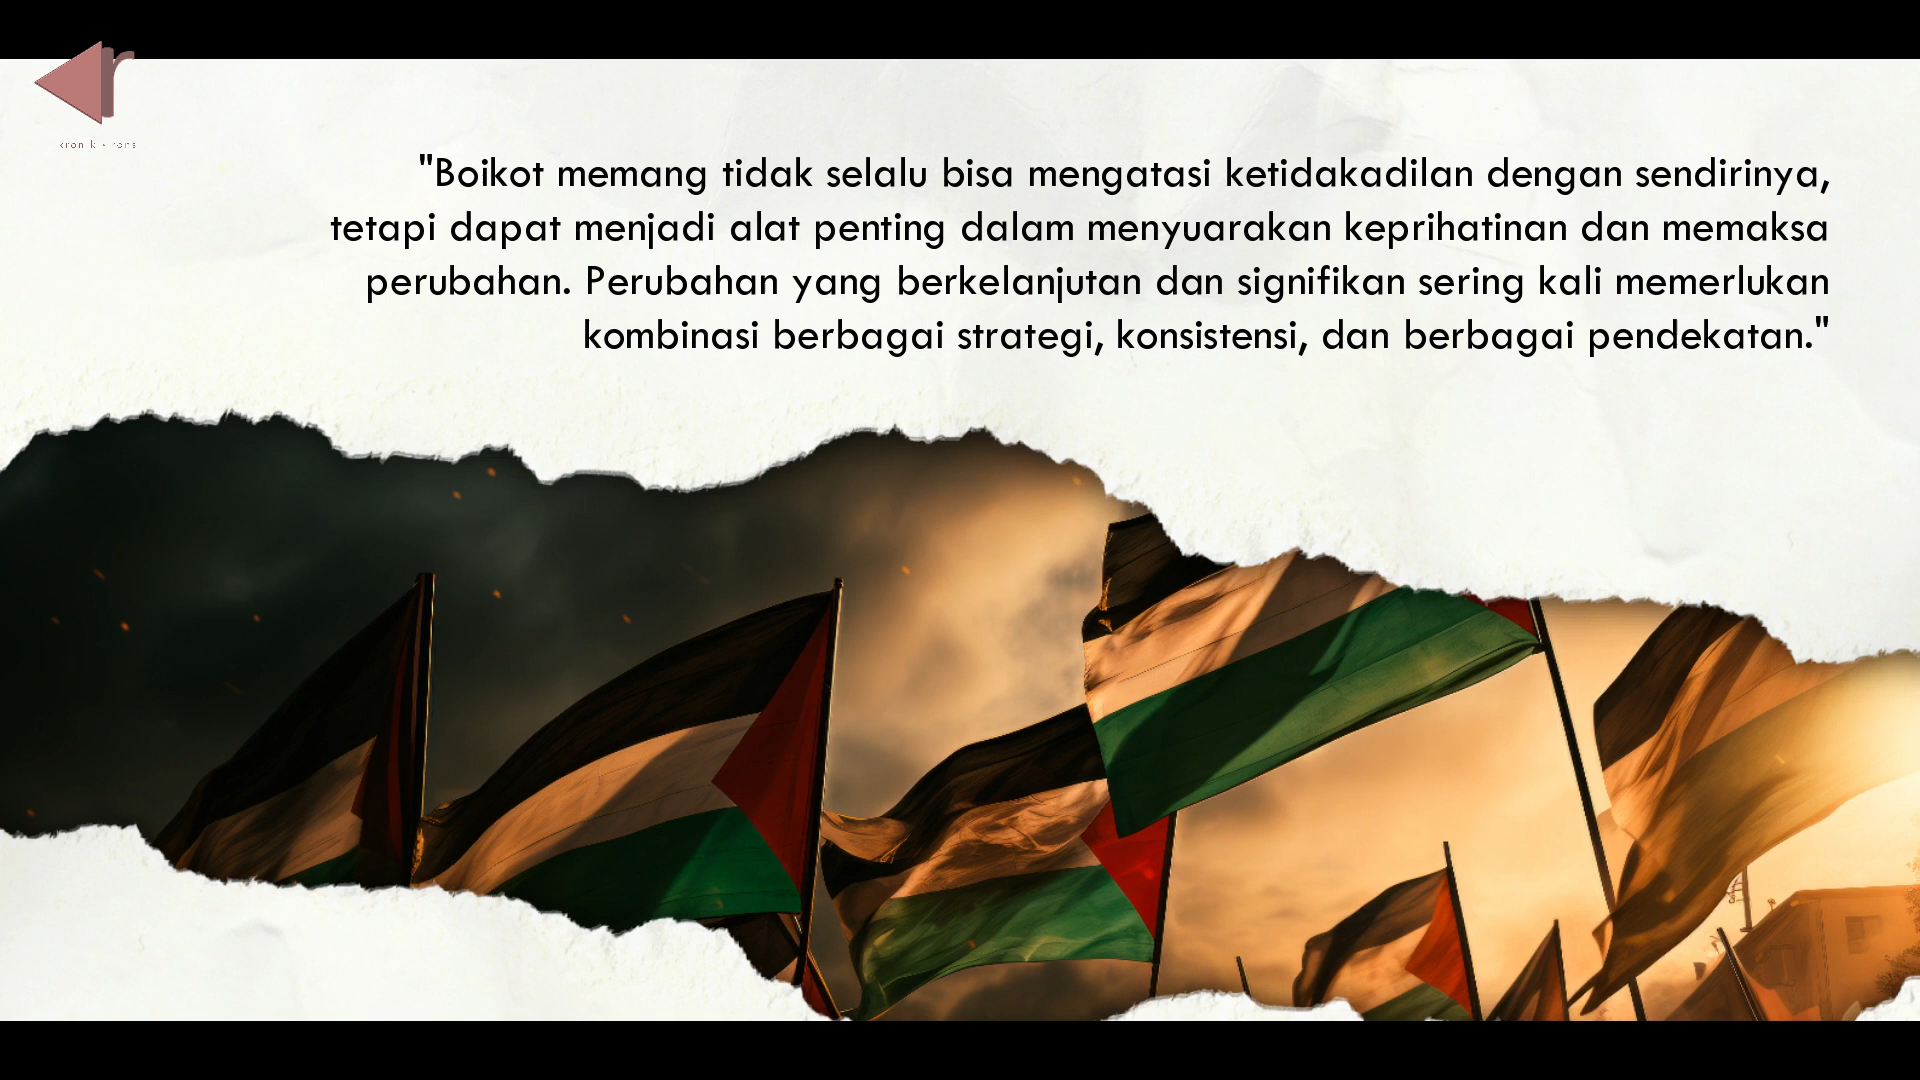 "Boikot memang tidak selalu bisa mengatasi ketidakadilan dengan sendirinya,
tetapi dapat menjadi alat penting dalam menyuarakan keprihatinan dan memaksa
perubahan. Perubahan yang berkelanjutan dan signifikan sering kali memerlukan
kombinasi berbagai strategi, konsistensi, dan berbagai pendekatan."